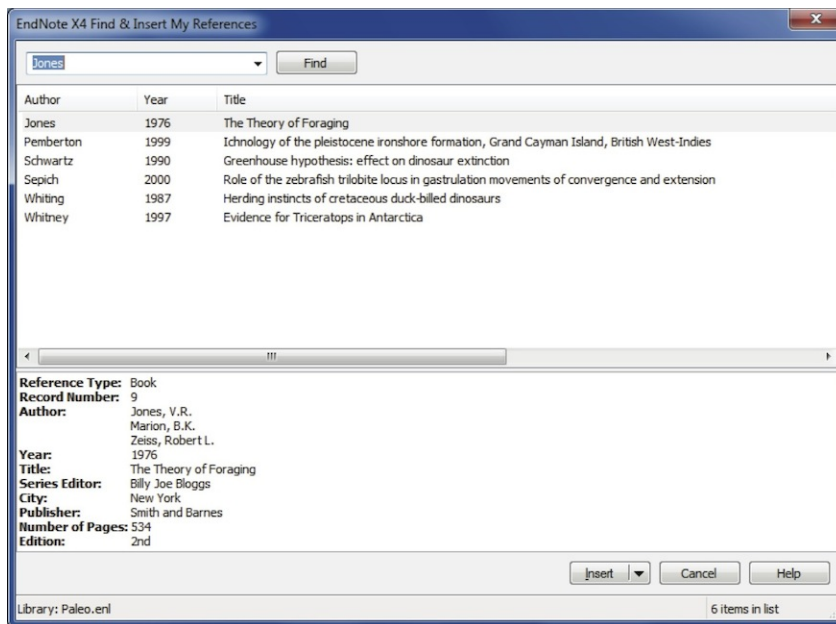 EndNote X4 Find & Insert My References
Jones Find
Author Year Title
Jones 1976 The Theory of Foraging
Pemberton 1999 Ichnology of the pleistocene ironshore formation, Grand Cayman Island, British West-Indies
Schwartz 1990 Greenhouse hypothesis: effect on dinosaur extinction
Sepich 2000 Role of the zebrafish trilobite locus in gastrulation movements of convergence and extension
Whiting 1987 Herding instincts of cretaceous duck-billed dinosaurs
Whitney 1997 Evidence for Triceratops in Antarctica
Reference Type: Book
Record Number: 9
Author: Jones, V.R.
Marion, B.K.
Zeiss, Robert L.
Year: 1976
Title: The Theory of Foraging
Series Editor: Billy Joe Bloggs
City: New York
Publisher: Smith and Barnes
Number of Pages: 534
Edition: 2nd
Insert Cancel Help
Library: Paleo.enl 6 items in list